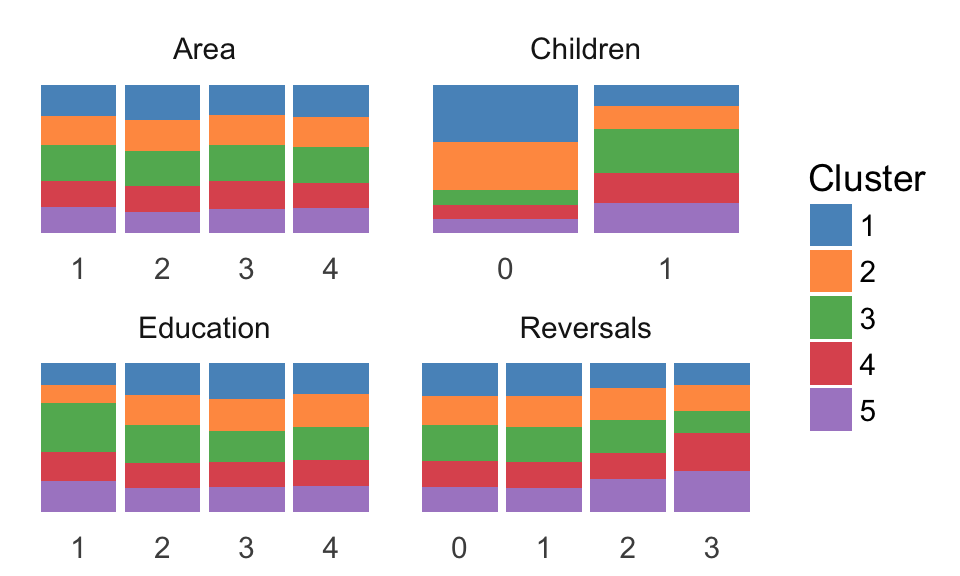 Area
1 2 3 4
Children
0 1
Education
1 2 3 4
Reversals
0 1 2 3
Cluster
1
2
3
4
5